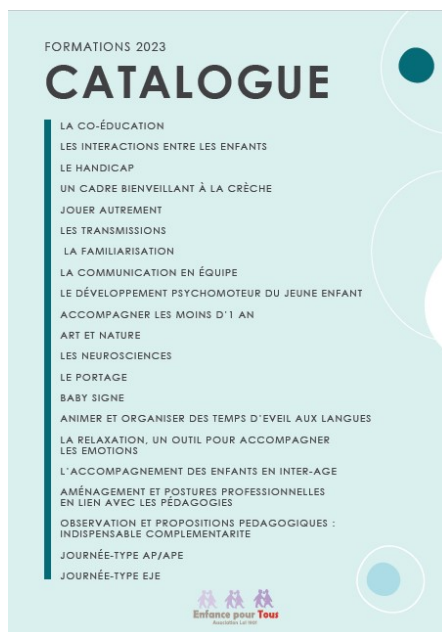 FORMATIONS 2023
CATALOGUE
LA CO-ÉDUCATION
LES INTERACTIONS ENTRE LES ENFANTS
LE HANDICAP
UN CADRE BIENVEILLANT À LA CRÈCHE
JOUER AUTREMENT
LES TRANSMISSIONS
LA FAMILIARISATION
LA COMMUNICATION EN ÉQUIPE
LE DÉVELOPPEMENT PSYCHOMOTEUR DU JEUNE ENFANT
ACCOMPAGNER LES MOINS D'1 AN
ART ET NATURE
LES NEUROSCIENCES
LE PORTAGE
BABY SIGNE
ANIMER ET ORGANISER DES TEMPS D'EVEIL AUX LANGUES
LA RELAXATION, UN OUTIL POUR ACCOMPAGNER
LES EMOTIONS
L'ACCOMPAGNEMENT DES ENFANTS EN INTER-AGE
AMÉNAGEMENT ET POSTURES PROFESSIONNELLES
EN LIEN AVEC LES PÉDAGOGIES
OBSERVATION ET PROPOSITIONS PEDAGOGIQUES :
INDISPENSABLE COMPLEMENTARITE
JOURNÉE-TYPE AP/APE
JOURNÉE-TYPE EJE
Enfance pour Tous
Association Loi 1901